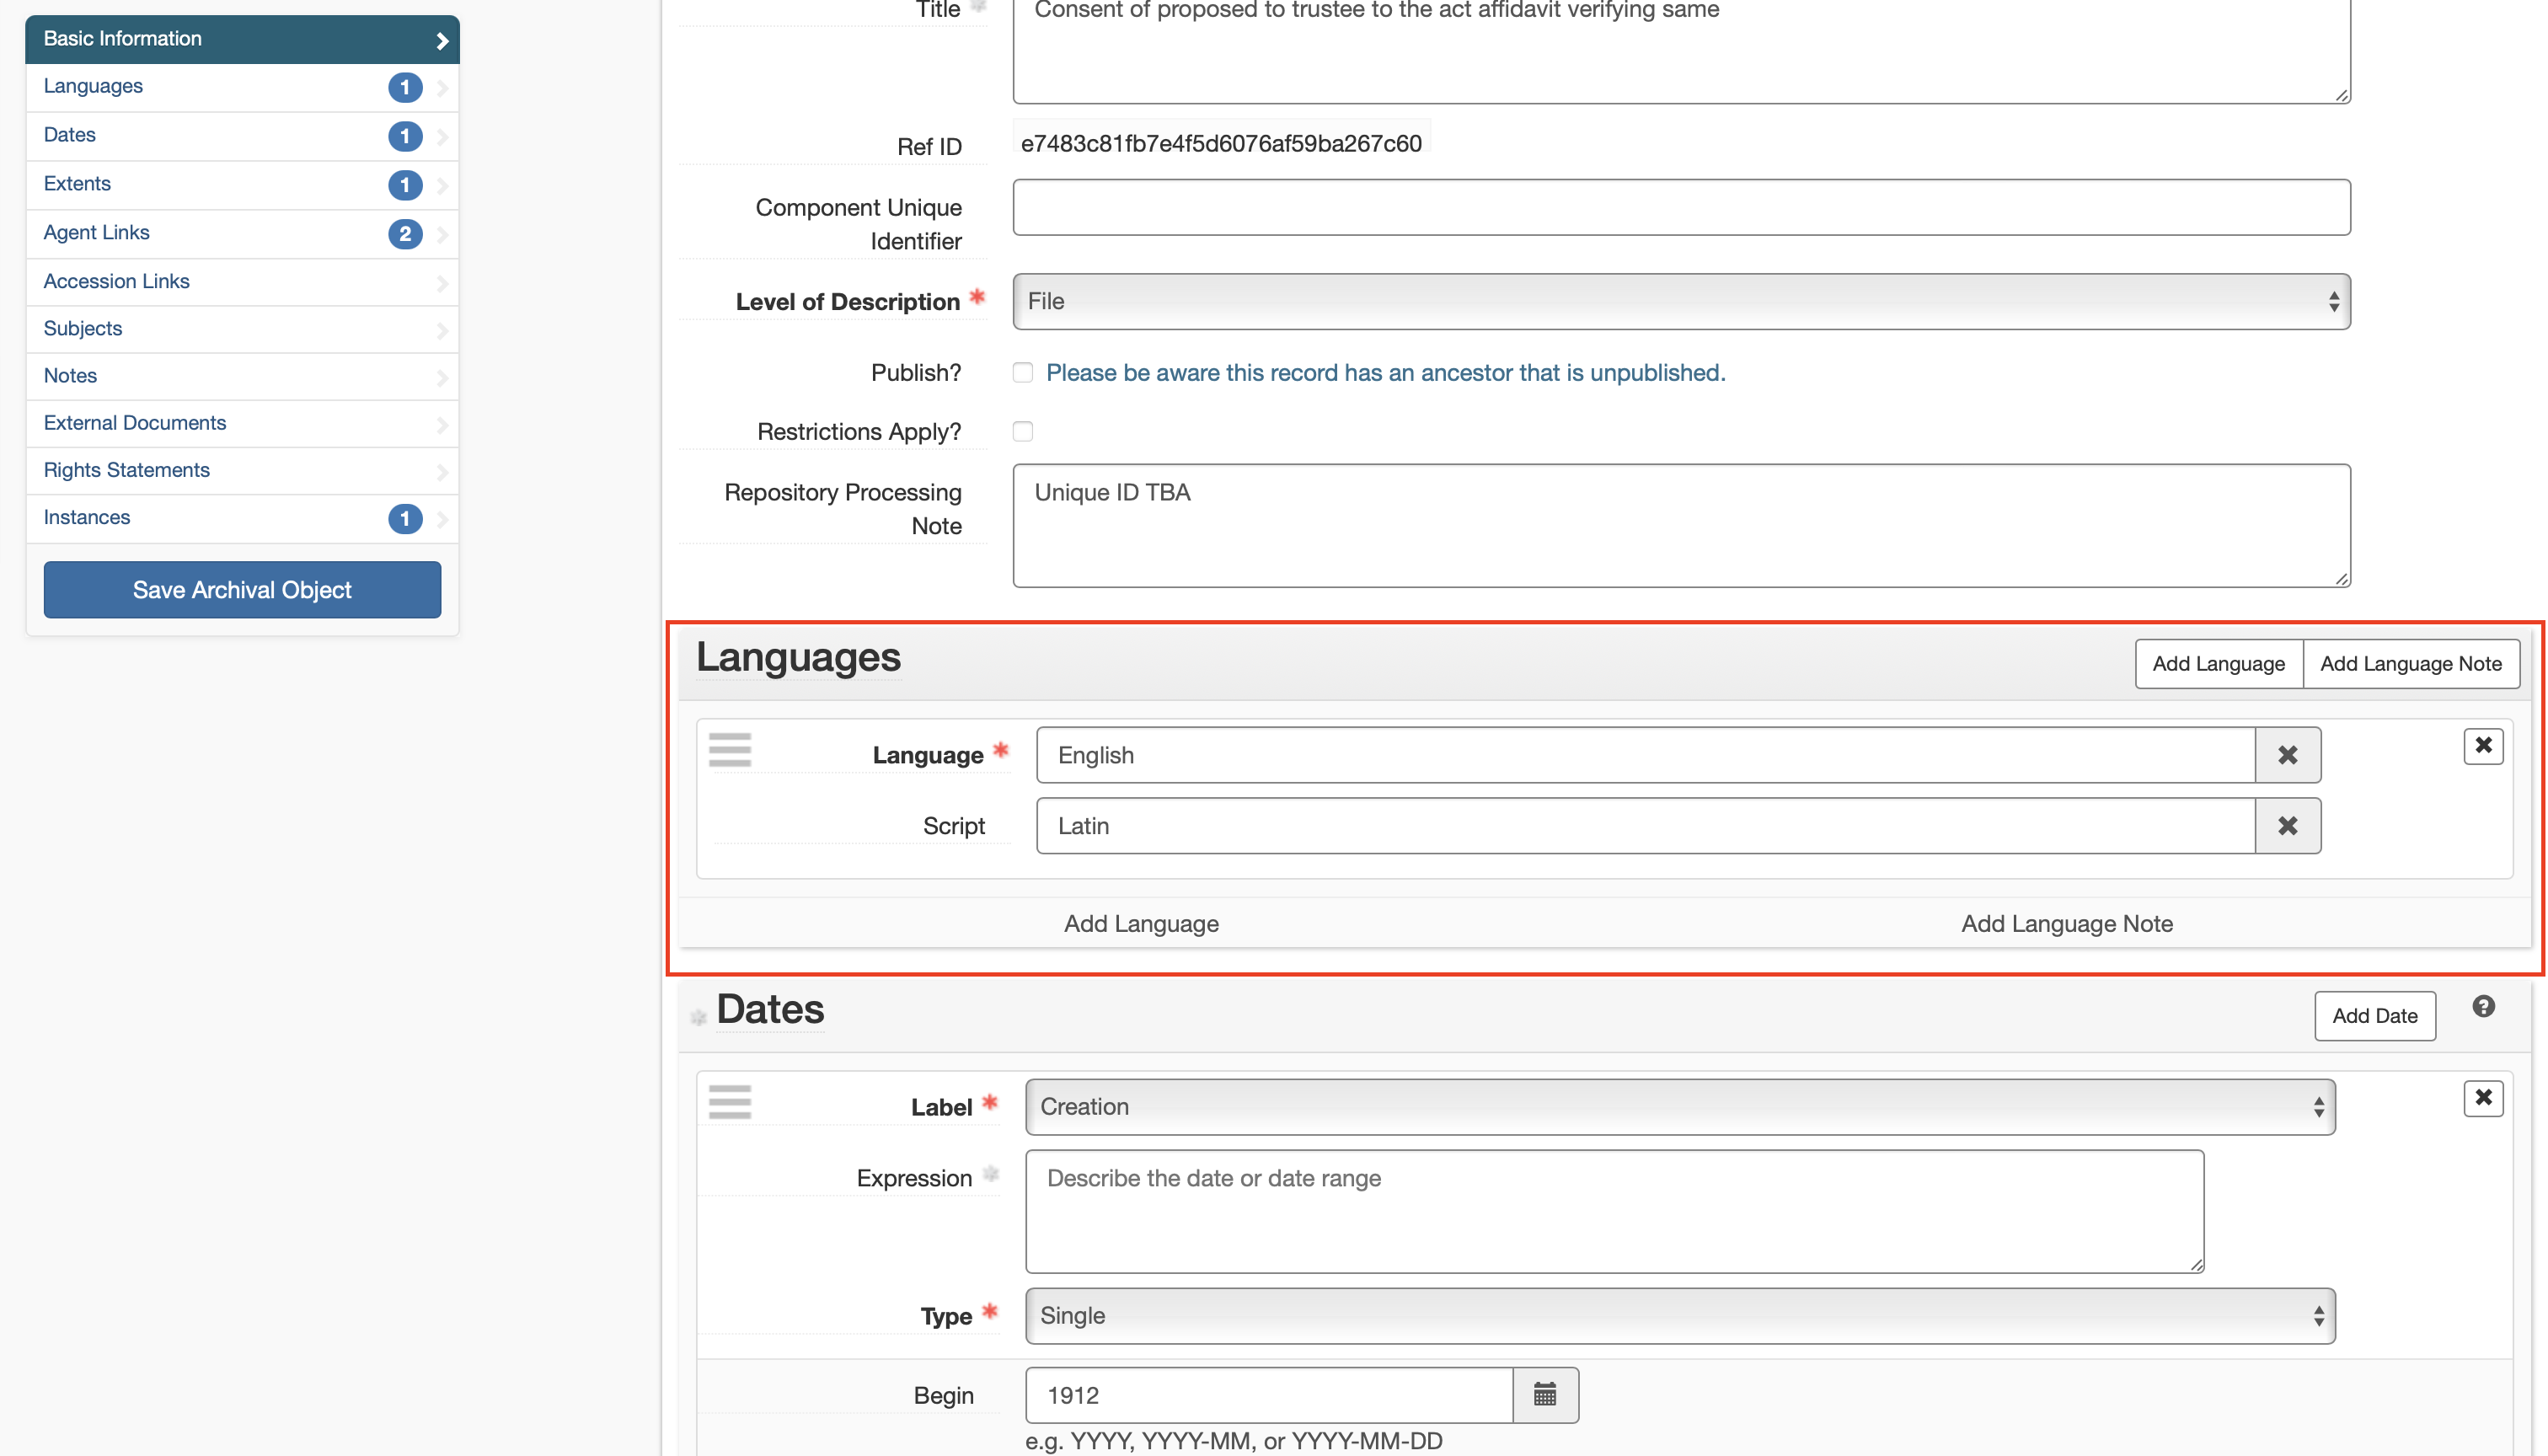 Basic Information
Languages 1
Dates 1
Extents 1
Agent Links 2
Accession Links
Subjects
Notes
External Documents
Rights Statements
Instances 1
Save Archival Object
Title Consent of proposed to trustee to the act affidavit verifying same
Ref ID e7483c81fb7e4f5d6076af59ba267c60
Component Unique
Identifier
Level of Description * File
Publish? Please be aware this record has an ancestor that is unpublished.
Restrictions Apply?
Repository Processing
Note
Unique ID TBA
Languages Add Language Add Language Note
Language * English
Script Latin
Add Language Add Language Note
Dates Add Date
Label * Creation
Expression * Describe the date or date range
Type * Single
Begin 1912
e.g. YYYY, YYYY-MM, or YYYY-MM-DD